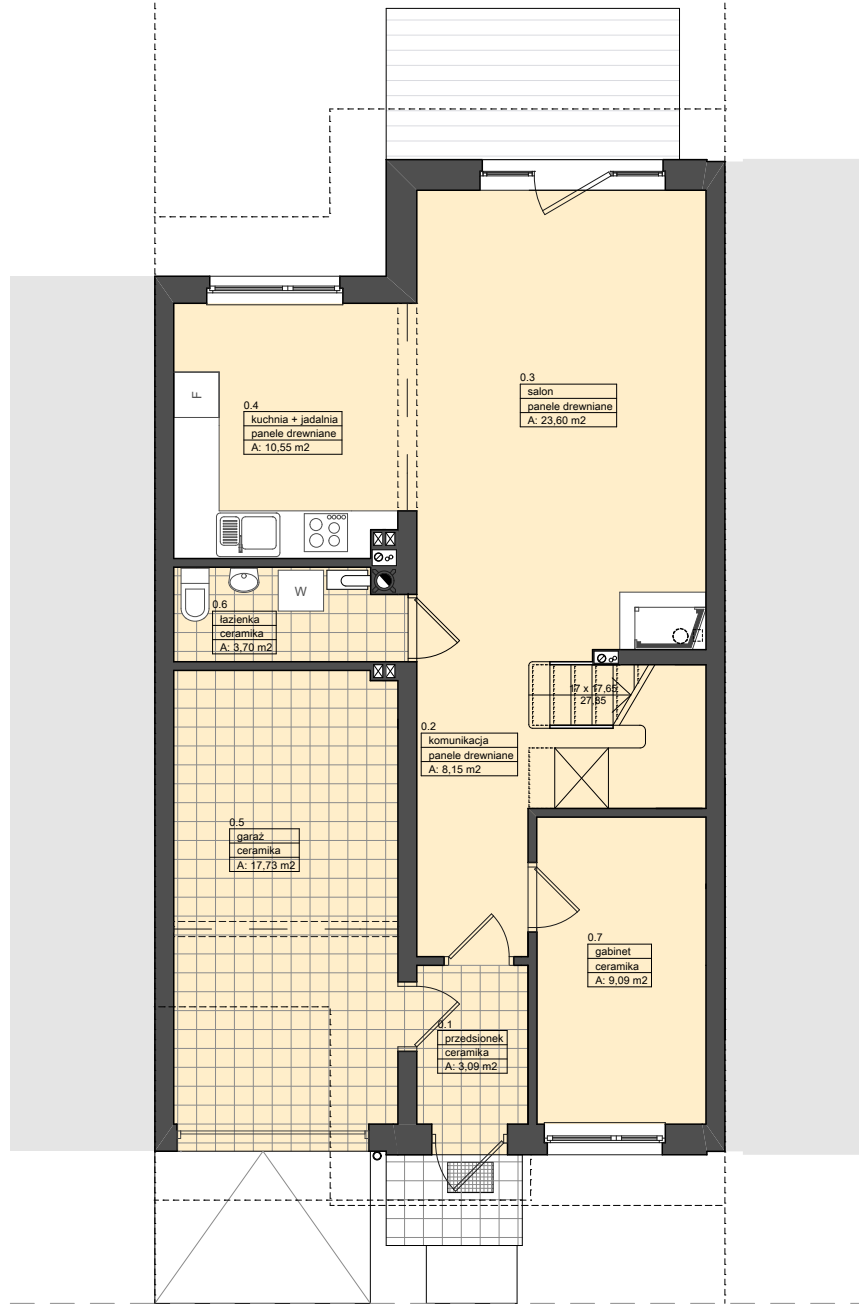 0.3
salon
panele drewniane
A: 23,60 m2
F
0.4
kuchnia + jadalnia
panele drewniane
A: 10,55 m2
W
0.6
łazienka
ceramika
A: 3,70 m2
17 x 17,65
27,85
0.2
komunikacja
panele drewniane
A: 8,15 m2
0.5
garaż
ceramika
A: 17,73 m2
0.7
gabinet
ceramika
A: 9,09 m2
0.1
przedsionek
ceramika
A: 3,09 m2